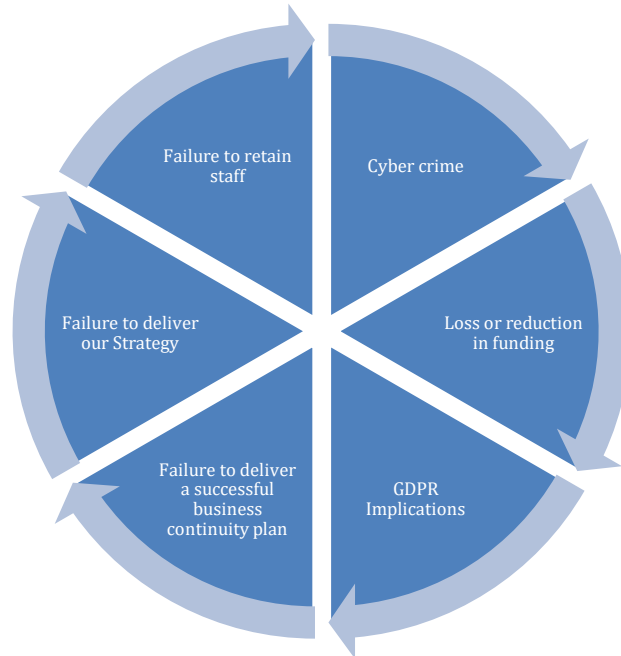 Failure to retain
staff
Cyber crime
Failure to deliver
our Strategy
Loss or reduction
in funding
Failure to deliver
a successful
business
continuity plan
GDPR
Implications